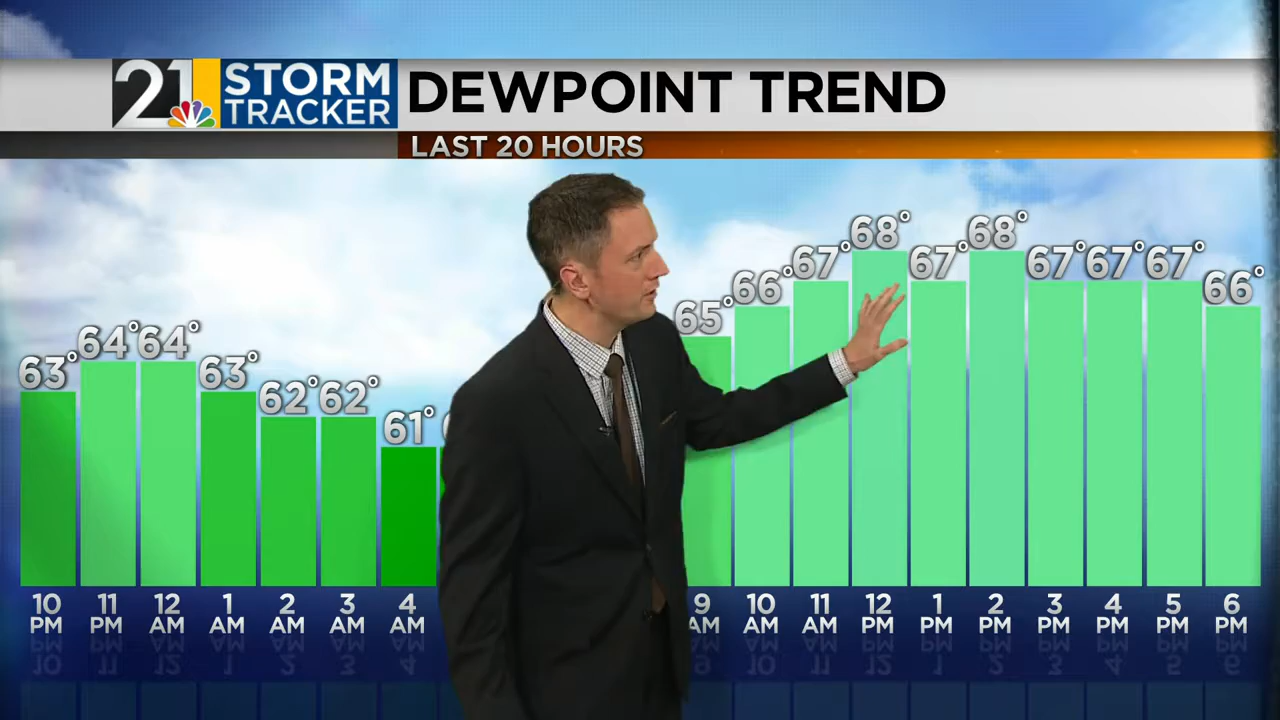 21 STORM TRACKER
DEWPOINT TREND
LAST 20 HOURS
63° 64° 64° 63° 62° 62° 61° 65° 66° 67° 68° 67° 68° 67° 67° 67° 66°
10 PM 11 PM 12 AM 1 AM 2 AM 3 AM 4 AM 9 AM 10 AM 11 AM 12 PM 1 PM 2 PM 3 PM 4 PM 5 PM 6 PM